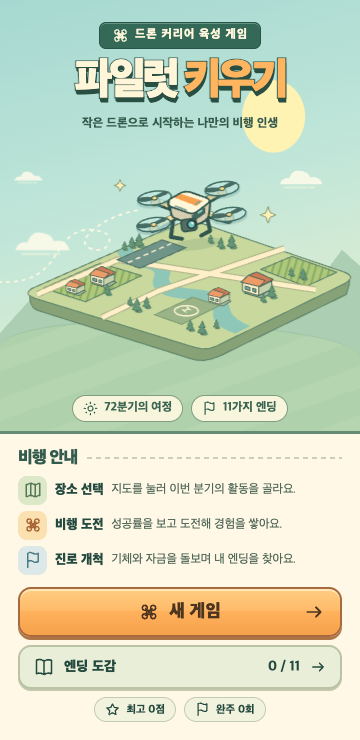 드론 커리어 육성 게임
파일럿 키우기
작은 드론으로 시작하는 나만의 비행 인생
H
72분기의 여정
11가지 엔딩
비행 안내
장소 선택 지도를 눌러 이번 분기의 활동을 골라요.
비행 도전 성공률을 보고 도전해 경험을 쌓아요.
진로 개척 기체와 자금을 돌보며 내 엔딩을 찾아요.
새 게임
엔딩 도감 0 / 11
최고 0점
완주 0회